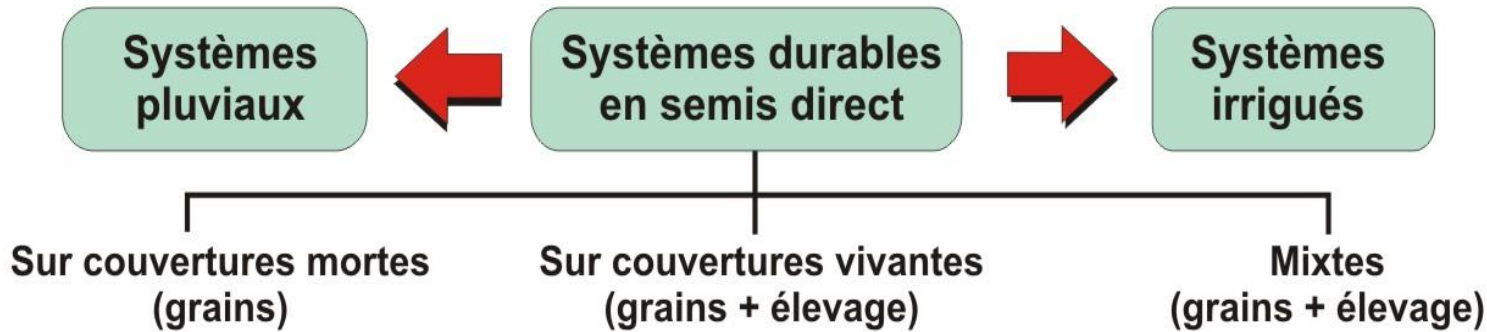 Systèmes
pluviaux
Systèmes durables
en semis direct
Systèmes
irrigués
Sur couvertures mortes
(grains)
Sur couvertures vivantes
(grains + élevage)
Mixtes
(grains + élevage)